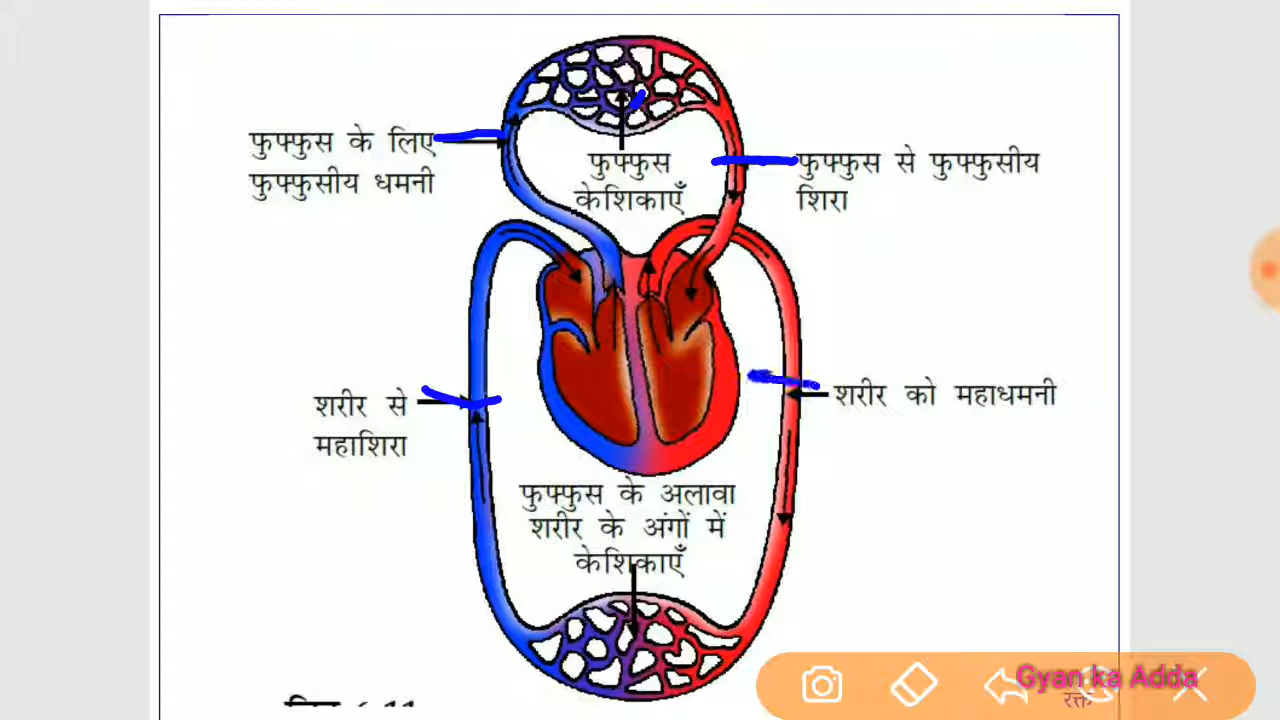 फुफ्फुस के लिए
फुफ्फुसीय धमनी
फुफ्फुस
केशिकाएँ
फुफ्फुस से फुफ्फुसीय
शिरा
शरीर से
महाशिरा
शरीर को महाधमनी
फुफ्फुस के अलावा
शरीर के अंगों में
केशिकाएँ
Gyan ka Adda